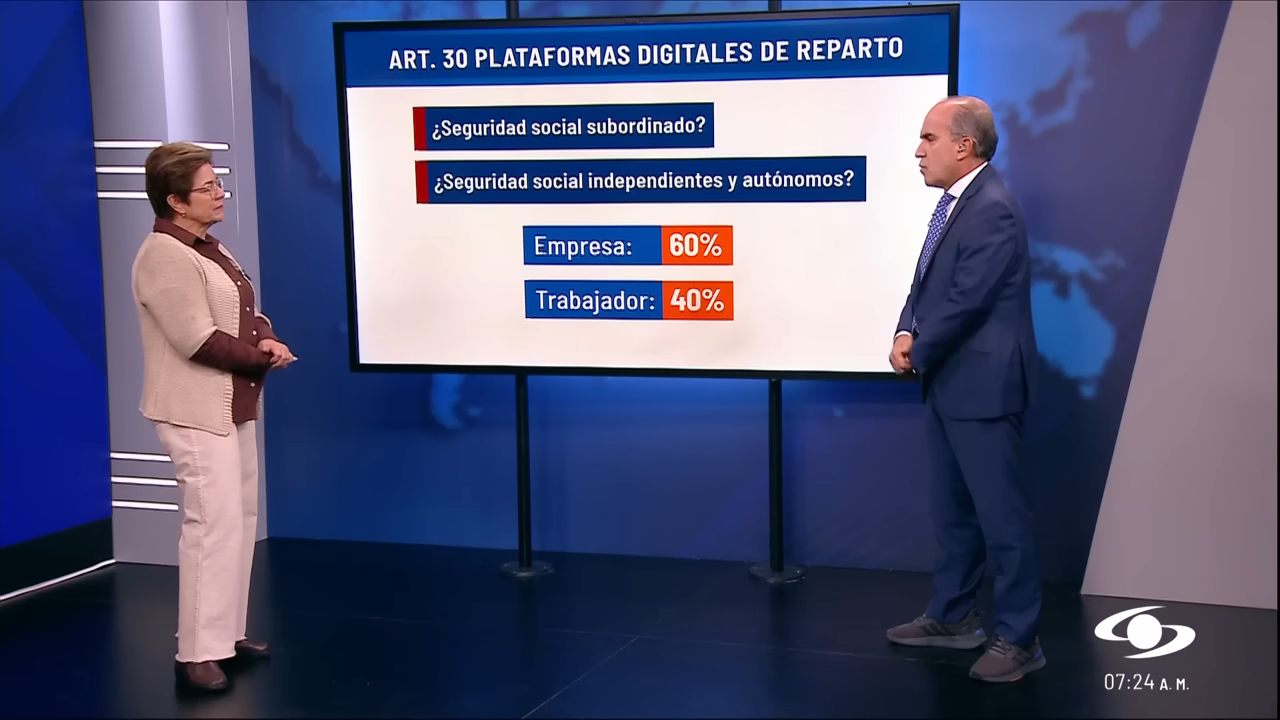 ART. 30 PLATAFORMAS DIGITALES DE REPARTO
¿Seguridad social subordinado?
¿Seguridad social independientes y autónomos?
Empresa: 60%
Trabajador: 40%
07:24 A. M.